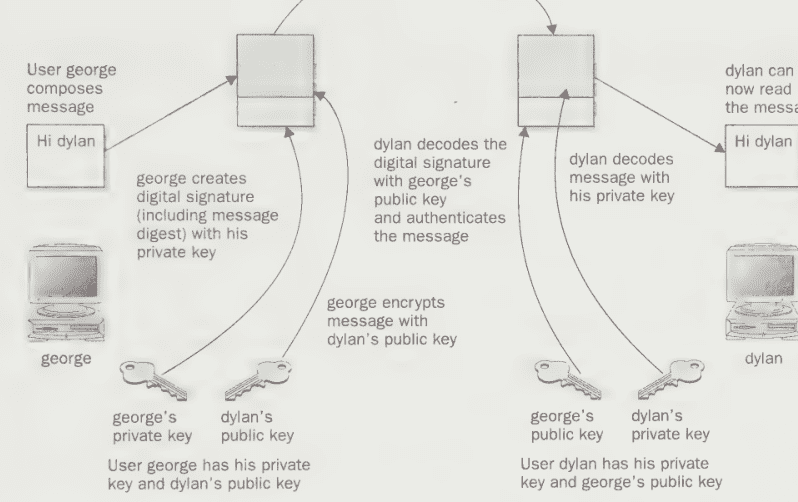 User george
composes
message
Hi dylan
george creates
digital signature
(including message
digest) with his
private key
george encrypts
message with
dylan's public key
george
george's
private key
dylan's
public key
User george has his private
key and dylan's public key
dylan decodes the
digital signature
with george's
public key
and authenticates
the message
dylan decodes
message with
his private key
dylan can
now read
the messa
Hi dylan
dylan
george's
public key
dylan's
private key
User dylan has his private
key and george's public key